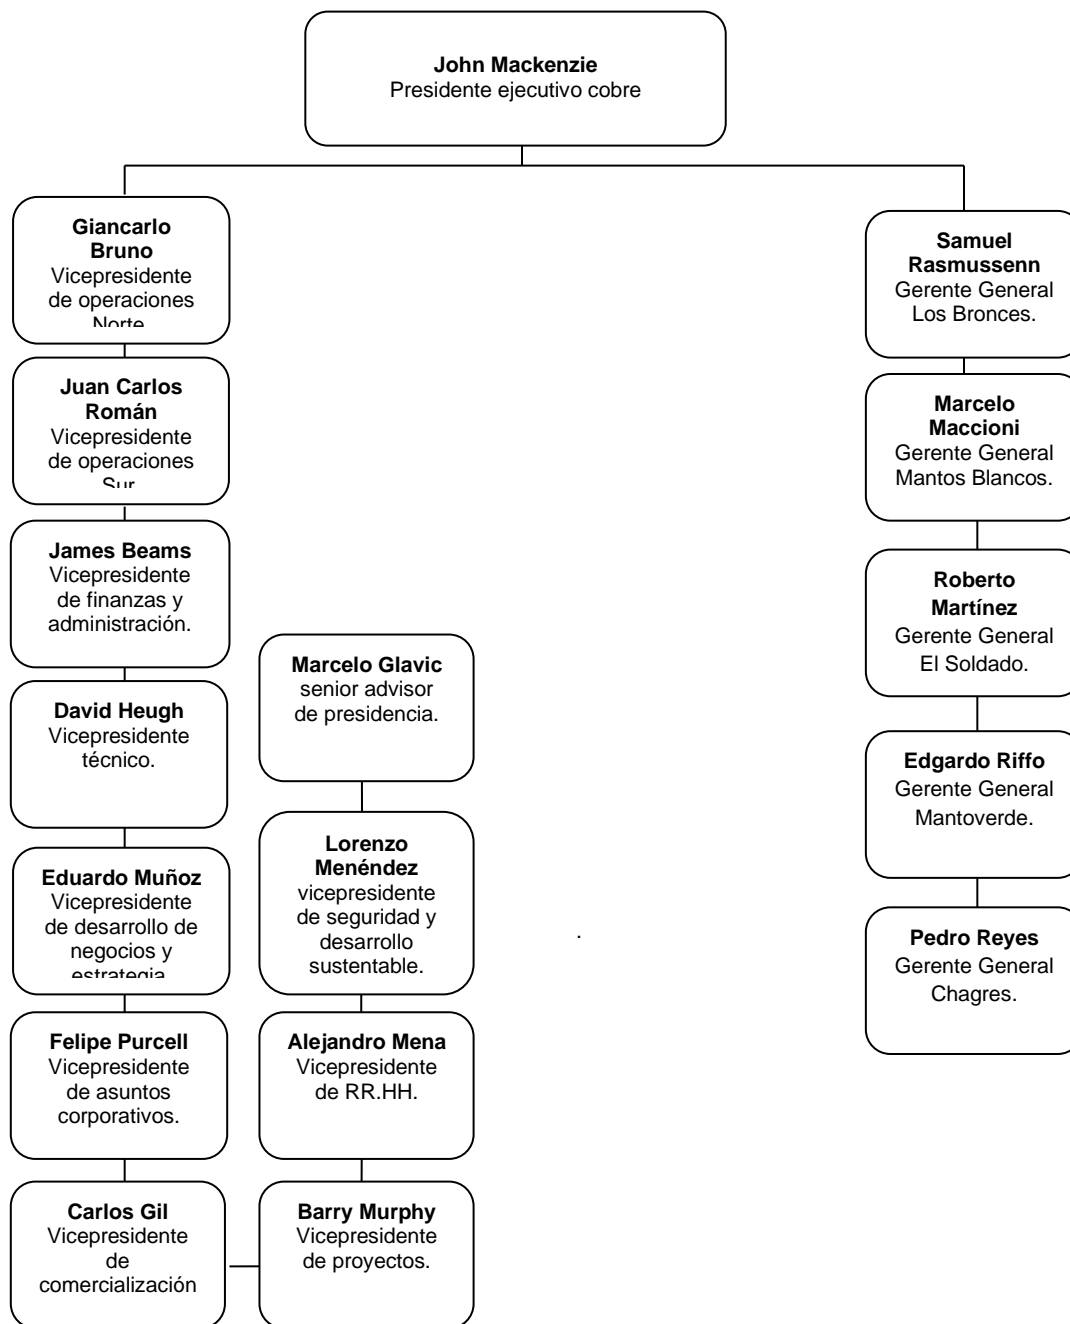 John Mackenzie
Presidente ejecutivo cobre
Giancarlo
Bruno
Vicepresidente
de operaciones
Norte
Juan Carlos
Román
Vicepresidente
de operaciones
Sur
James Beams
Vicepresidente
de finanzas y
administración.
David Heugh
Vicepresidente
técnico.
Eduardo Muñoz
Vicepresidente
de desarrollo de
negocios y
estrategia
Felipe Purcell
Vicepresidente
de asuntos
corporativos.
Carlos Gil
Vicepresidente
de
comercialización
Marcelo Glavic
senior advisor
de presidencia.
Lorenzo
Menéndez
vicepresidente
de seguridad y
desarrollo
sustentable.
Alejandro Mena
Vicepresidente
de RR.HH.
Barry Murphy
Vicepresidente
de proyectos.
.
Samuel
Rasmussenn
Gerente General
Los Bronces.
Marcelo
Maccioni
Gerente General
Mantos Blancos.
Roberto
Martínez
Gerente General
El Soldado.
Edgardo Riffo
Gerente General
Mantoverde.
Pedro Reyes
Gerente General
Chagres.